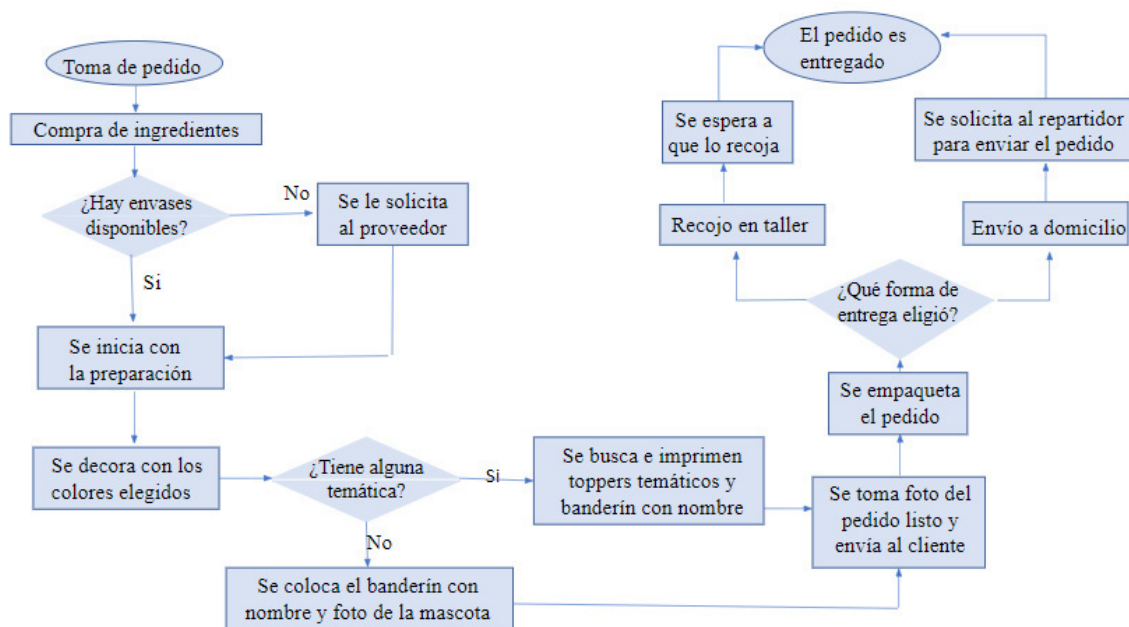 Toma de pedido
Compra de ingredientes
¿Hay envases
disponibles?
No
Se le solicita
al proveedor
Si
Se inicia con
la preparación
Se decora con los
colores elegidos
¿Tiene alguna
temática?
Si
Se busca e imprimen
toppers temáticos y
banderín con nombre
No
Se coloca el banderín con
nombre y foto de la mascota
Se toma foto del
pedido listo y
envía al cliente
Se empaqueta
el pedido
¿Qué forma de
entrega eligió?
Recojo en taller
Se espera a
que lo recoja
Envío a domicilio
Se solicita al repartidor
para enviar el pedido
El pedido es
entregado